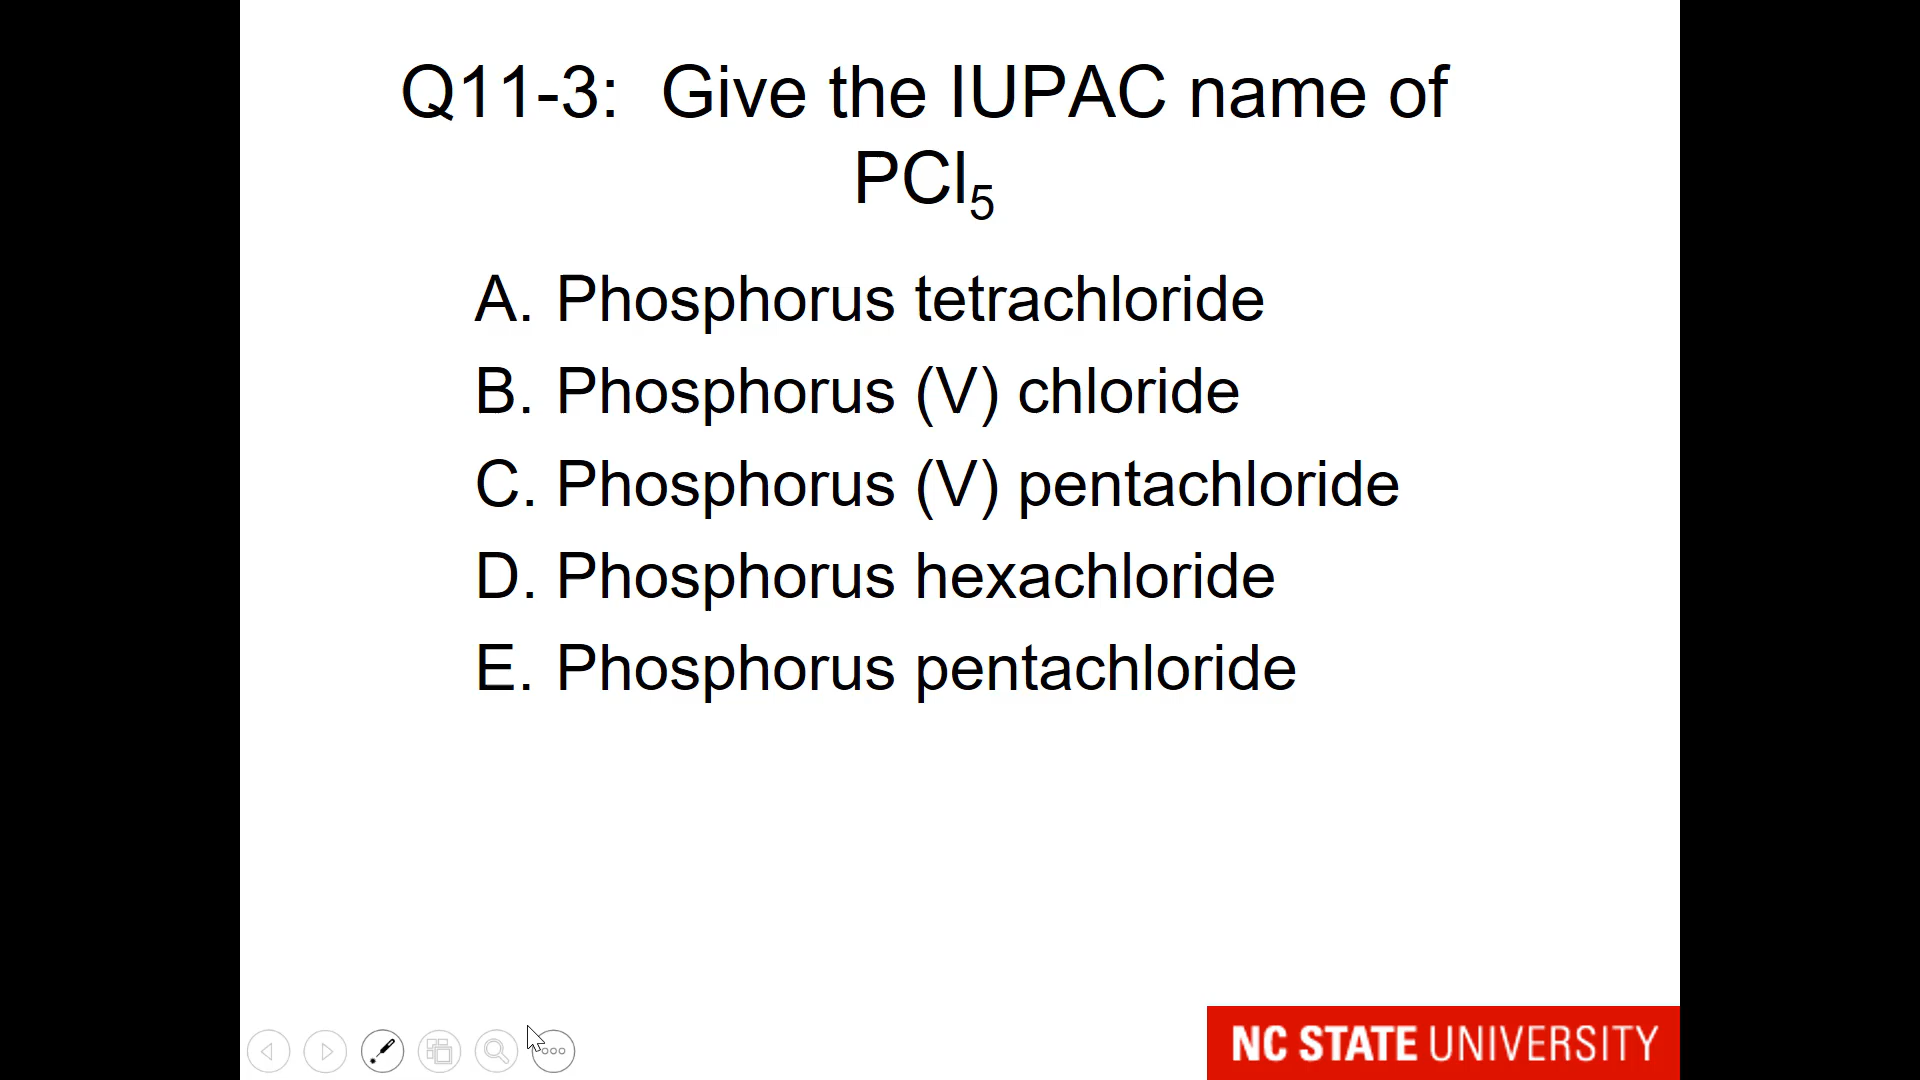 Q11-3: Give the IUPAC name of
PCl₅
A. Phosphorus tetrachloride
B. Phosphorus (V) chloride
C. Phosphorus (V) pentachloride
D. Phosphorus hexachloride
E. Phosphorus pentachloride
NC STATE UNIVERSITY